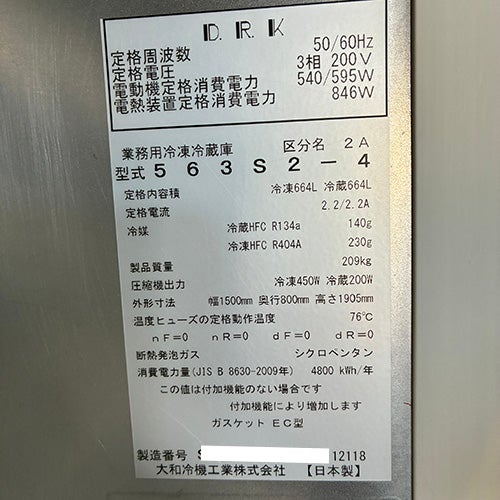 D.R.K
定格周波数 50/60Hz
定格電圧 3相 200V
電動機定格消費電力 540/595W
電熱装置定格消費電力 846W
業務用冷凍冷蔵庫 区分名 2A
型式 563S2-4
定格内容積 冷凍664L 冷蔵664L
定格電流 2.2/2.2A
冷媒 冷蔵HFC R134a 140g
冷凍HFC R404A 230g
製品質量 209kg
圧縮機出力 冷凍450W 冷蔵200W
外形寸法 幅1500mm 奥行800mm 高さ1905mm
温度ヒューズの定格動作温度 76℃
nF=0 nR=0 dF=0 dR=0
断熱発泡ガス シクロペンタン
消費電力量(JIS B 8630-2009年) 4800 kWh/年
この値は付加機能のない場合です
付加機能により増加します
ガスケット EC型
製造番号 S 12118
大和冷機工業株式会社 【日本製】